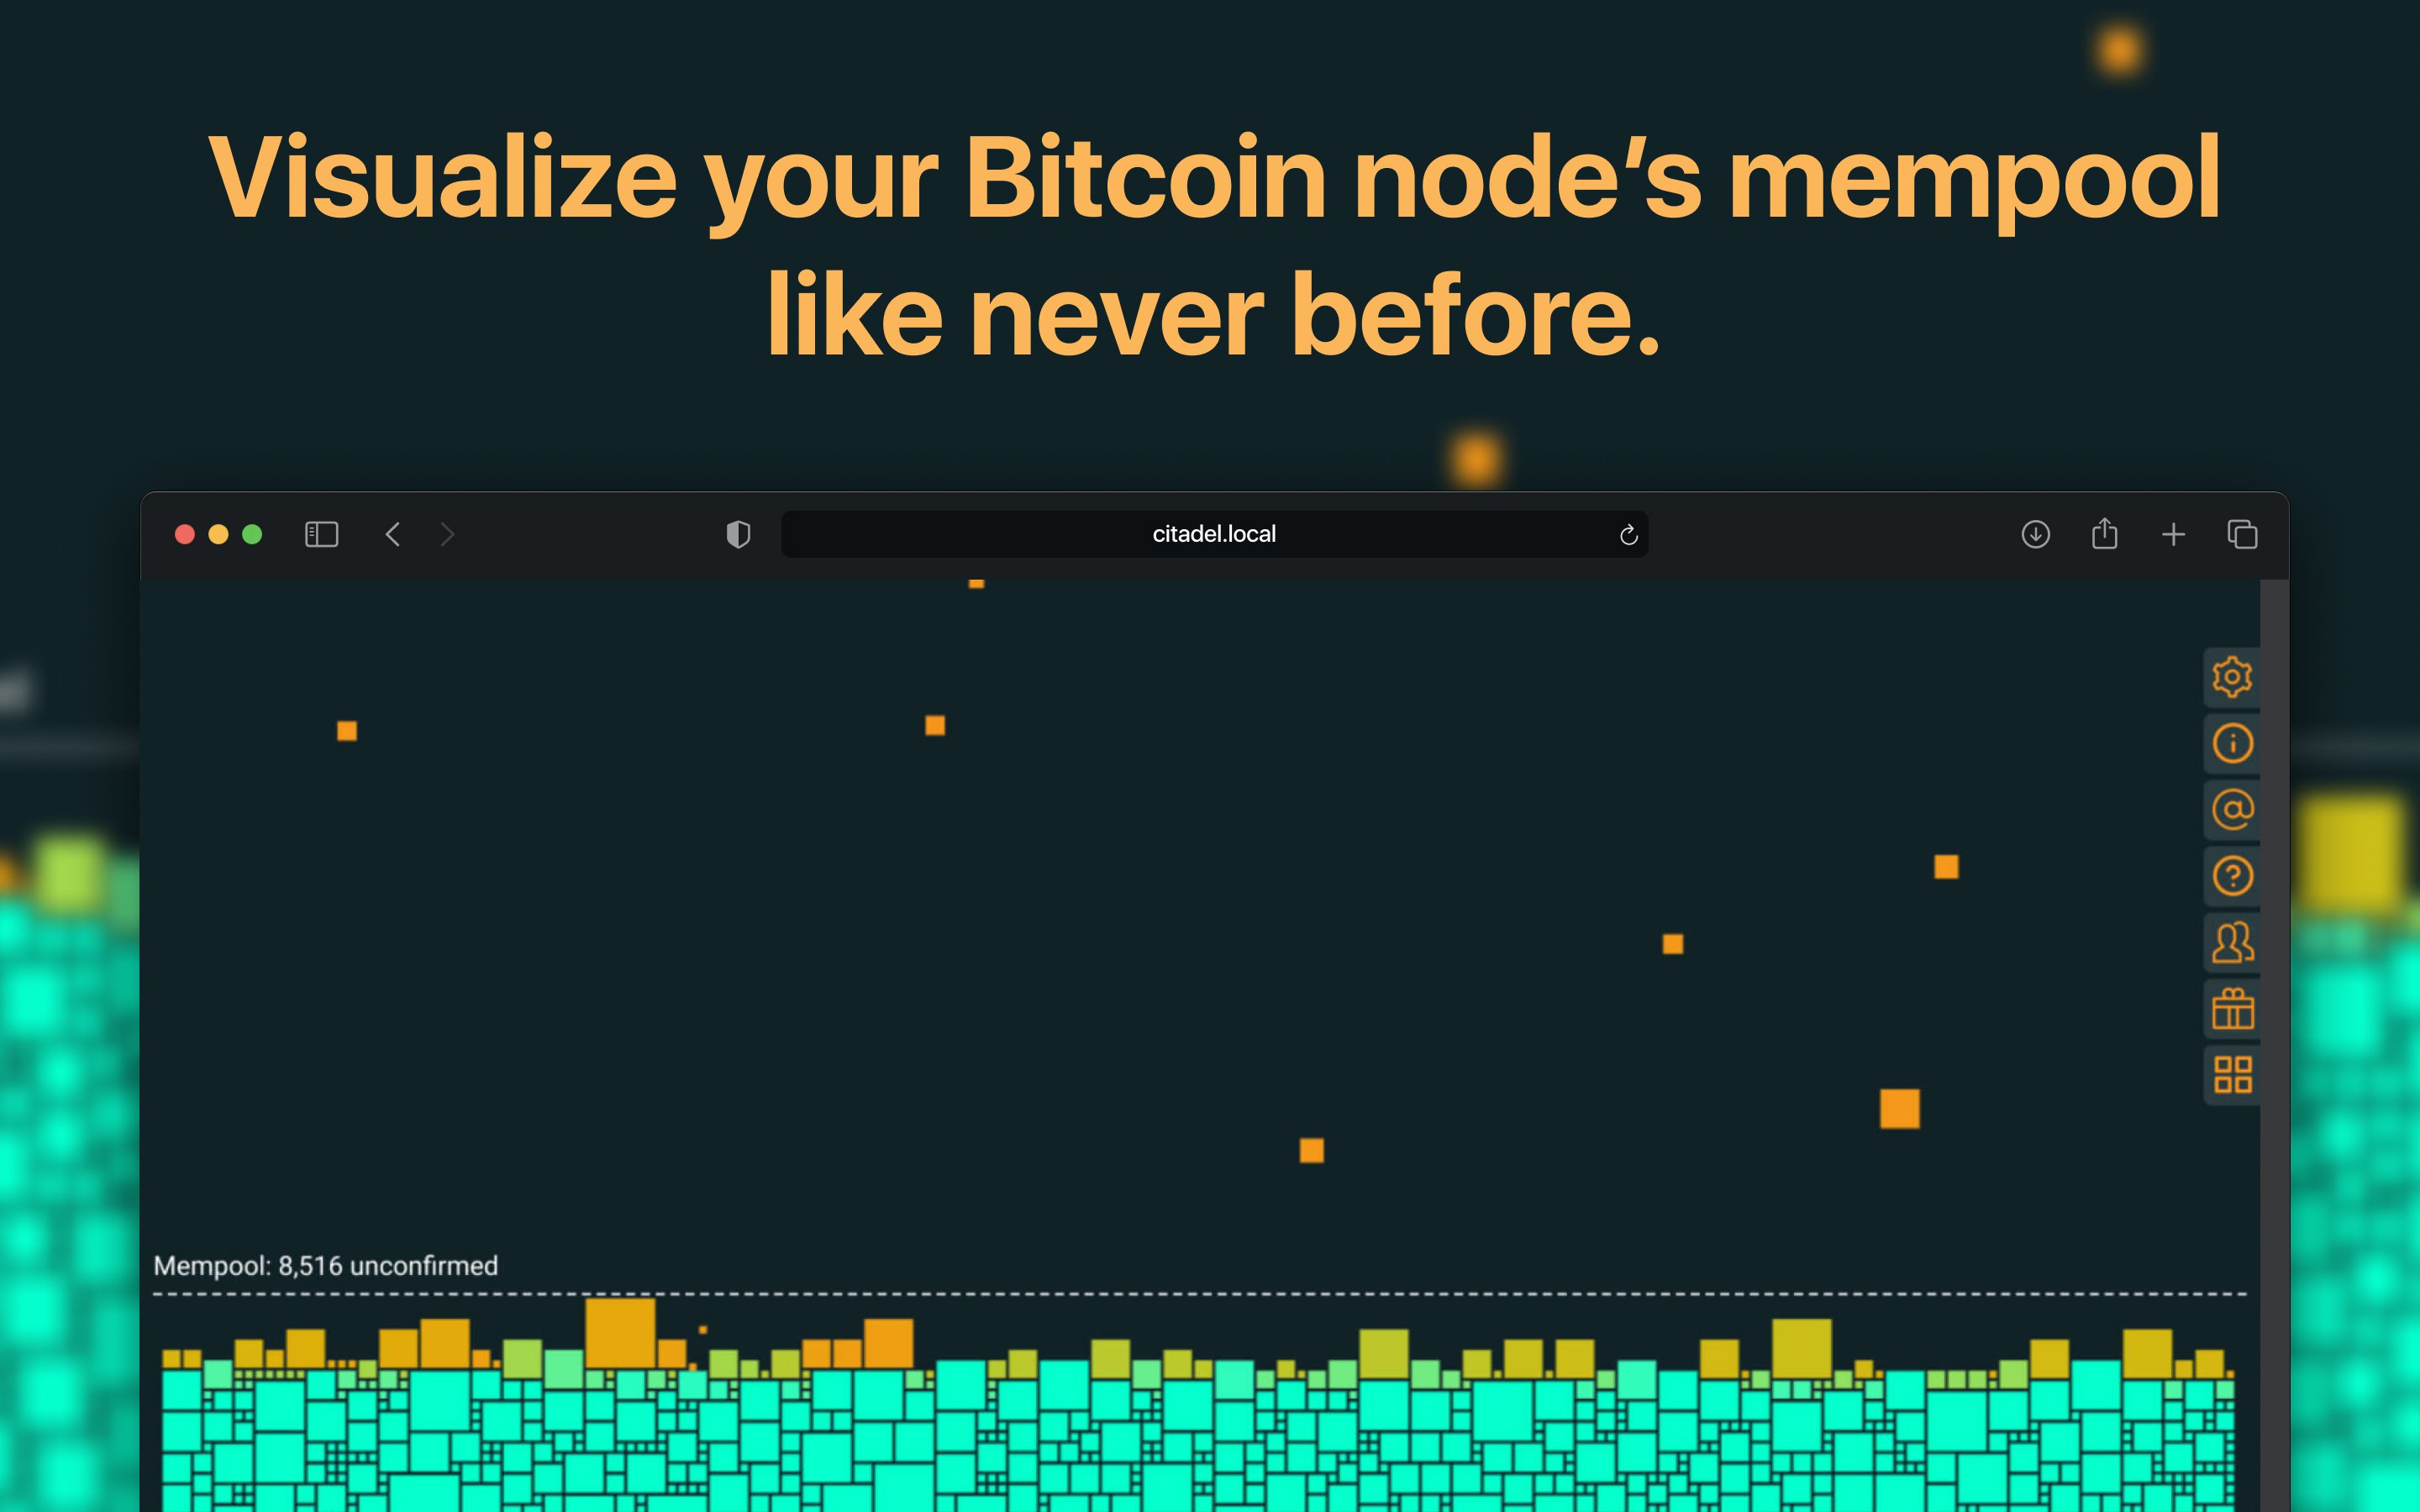 Visualize your Bitcoin node’s mempool
like never before.
citadel.local
Mempool: 8,516 unconfirmed